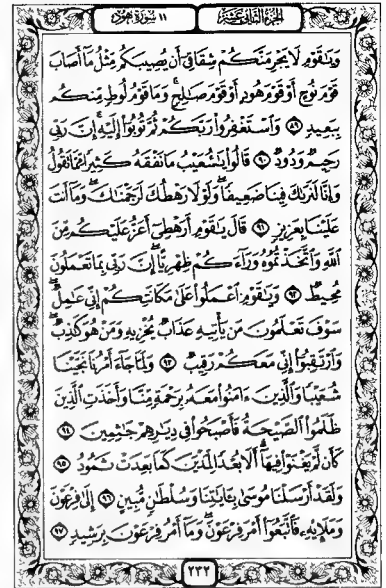 الجزء الثاني عشر
١١ سورة هود
وَيَٰقَوْمِ لَا يَجْرِمَنَّكُمْ شِقَاقِىٓ أَن يُصِيبَكُم مِّثْلُ مَآ أَصَابَ
قَوْمَ نُوحٍ أَوْ قَوْمَ هُودٍ أَوْ قَوْمَ صَٰلِحٍ ۚ وَمَا قَوْمُ لُوطٍ مِّنكُم
بِبَعِيدٍ ٨٩ وَٱسْتَغْفِرُوا۟ رَبَّكُمْ ثُمَّ تُوبُوٓا۟ إِلَيْهِ ۚ إِنَّ رَبِّى
رَحِيمٌ وَدُودٌ ٩٠ قَالُوا۟ يَٰشُعَيْبُ مَا نَفْقَهُ كَثِيرًا مِّمَّا تَقُولُ
وَإِنَّا لَنَرَىٰكَ فِينَا ضَعِيفًا ۖ وَلَوْلَا رَهْطُكَ لَرَجَمْنَٰكَ ۖ وَمَآ أَنتَ
عَلَيْنَا بِعَزِيزٍ ٩١ قَالَ يَٰقَوْمِ أَرَهْطِىٓ أَعَزُّ عَلَيْكُم مِّنَ
ٱللَّهِ وَٱتَّخَذْتُمُوهُ وَرَآءَكُمْ ظِهْرِيًّا ۖ إِنَّ رَبِّى بِمَا تَعْمَلُونَ
مُحِيطٌ ٩٢ وَيَٰقَوْمِ ٱعْمَلُوا۟ عَلَىٰ مَكَانَتِكُمْ إِنِّى عَٰمِلٌ ۖ
سَوْفَ تَعْلَمُونَ مَن يَأْتِيهِ عَذَابٌ يُخْزِيهِ وَمَنْ هُوَ كَٰذِبٌ ۖ
وَٱرْتَقِبُوٓا۟ إِنِّى مَعَكُمْ رَقِيبٌ ٩٣ وَلَمَّا جَآءَ أَمْرُنَا نَجَّيْنَا
شُعَيْبًا وَٱلَّذِينَ ءَامَنُوا۟ مَعَهُۥ بِرَحْمَةٍ مِّنَّا وَأَخَذَتِ ٱلَّذِينَ
ظَلَمُوا۟ ٱلصَّيْحَةُ فَأَصْبَحُوا۟ فِى دِيَٰرِهِمْ جَٰثِمِينَ ٩٤
كَأَن لَّمْ يَغْنَوْا۟ فِيهَآ ۗ أَلَا بُعْدًا لِّمَدْيَنَ كَمَا بَعِدَتْ ثَمُودُ ٩٥
وَلَقَدْ أَرْسَلْنَا مُوسَىٰ بِـَٔايَٰتِنَا وَسُلْطَٰنٍ مُّبِينٍ ٩٦ إِلَىٰ فِرْعَوْنَ
وَمَلَإِي۟هِۦ فَٱتَّبَعُوٓا۟ أَمْرَ فِرْعَوْنَ ۖ وَمَآ أَمْرُ فِرْعَوْنَ بِرَشِيدٍ ٩٧
٢٣٢